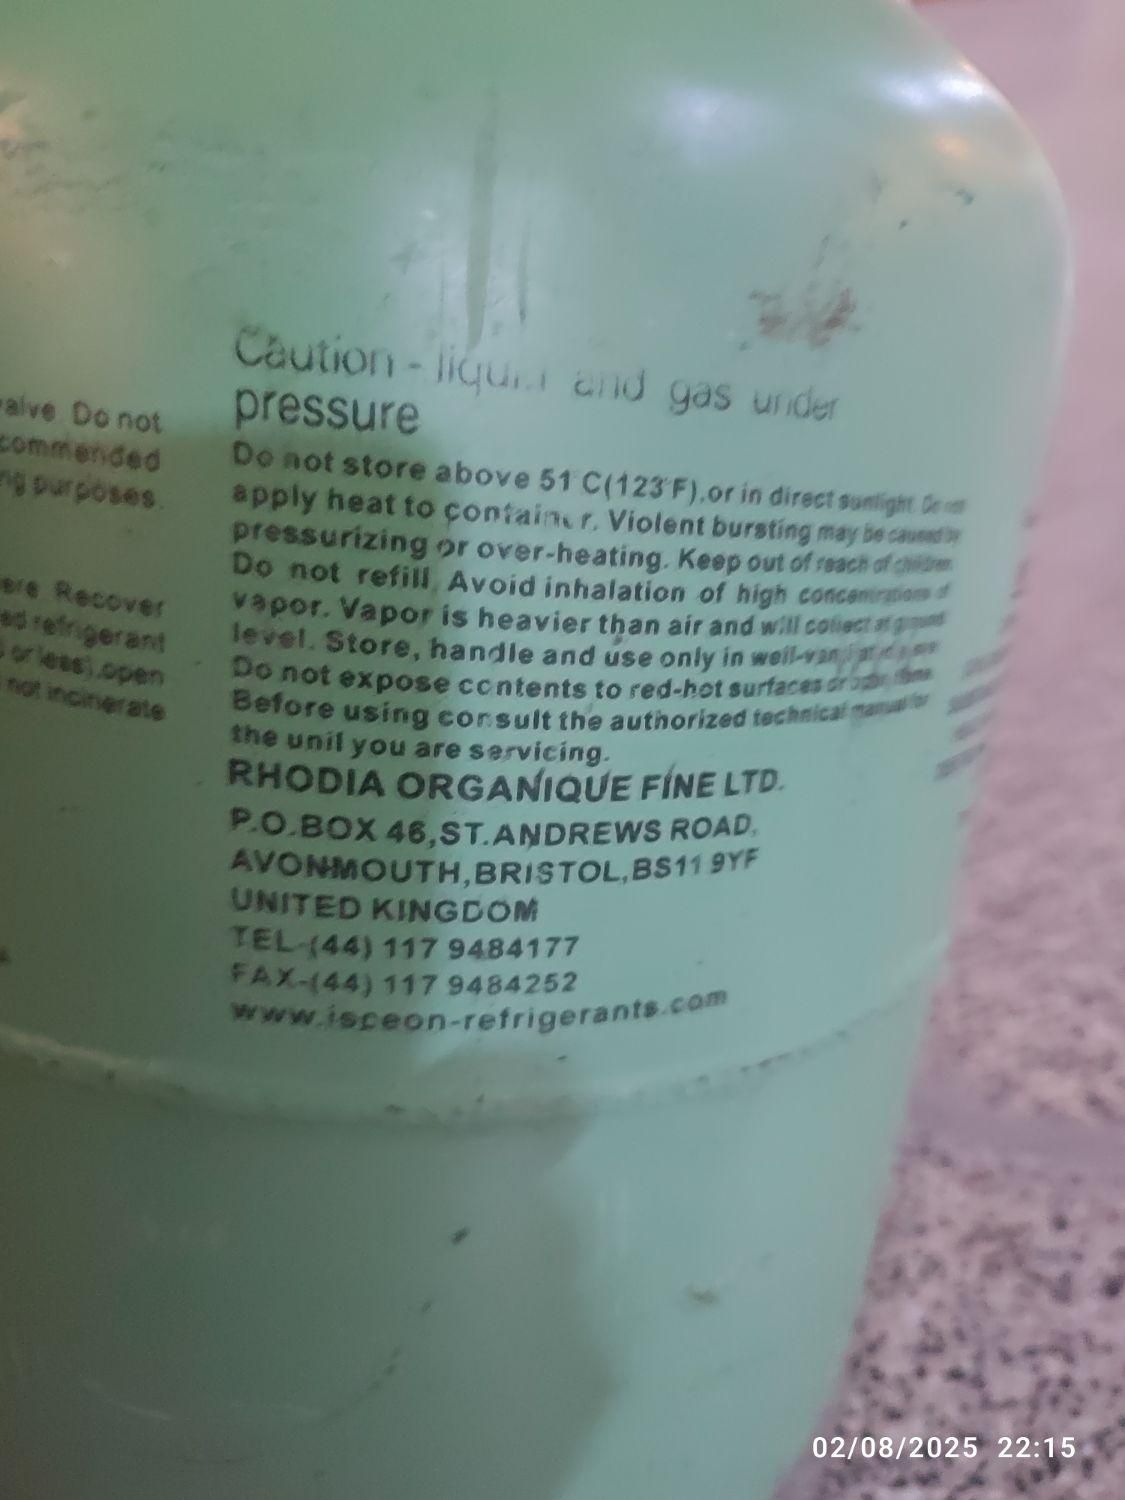 Caution - and gas under
pressure
Do not store above 51°C(123°F),or in direct sunlight. Do not
apply heat to Violent bursting may be caused by
pressurizing or over-heating. Keep out of reach of children.
Do not refill. Avoid inhalation of high concentrations of
vapor. Vapor is heavier than air and will collect at ground
level. Store, handle and use only in
Do not expose contents to red-hot surfaces or
Before using consult the authorized technical manual for
the unil you are servicing.
RHODIA ORGANIQUE FINE LTD.
P.O.BOX 46,ST.ANDREWS ROAD,
AVONMOUTH,BRISTOL,BS11 9YF
UNITED KINGDOM
TEL-(44) 117 9484177
FAX-(44) 117 9484252
www.isceon-refrigerants.com
valve. Do not
purposes.
Recover
refrigerant
or less),open
not incinerate
02/08/2025 22:15